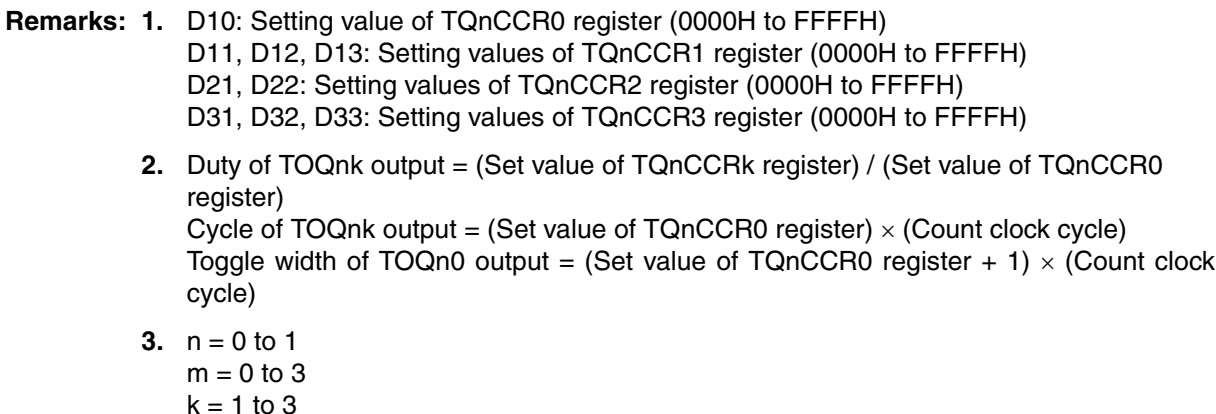 Remarks: 1. D10: Setting value of TQnCCR0 register (0000H to FFFFH)
D11, D12, D13: Setting values of TQnCCR1 register (0000H to FFFFH)
D21, D22: Setting values of TQnCCR2 register (0000H to FFFFH)
D31, D32, D33: Setting values of TQnCCR3 register (0000H to FFFFH)
2. Duty of TOQnk output = (Set value of TQnCCRk register) / (Set value of TQnCCR0
register)
Cycle of TOQnk output = (Set value of TQnCCR0 register) × (Count clock cycle)
Toggle width of TOQn0 output = (Set value of TQnCCR0 register + 1) × (Count clock
cycle)
3. n = 0 to 1
m = 0 to 3
k = 1 to 3